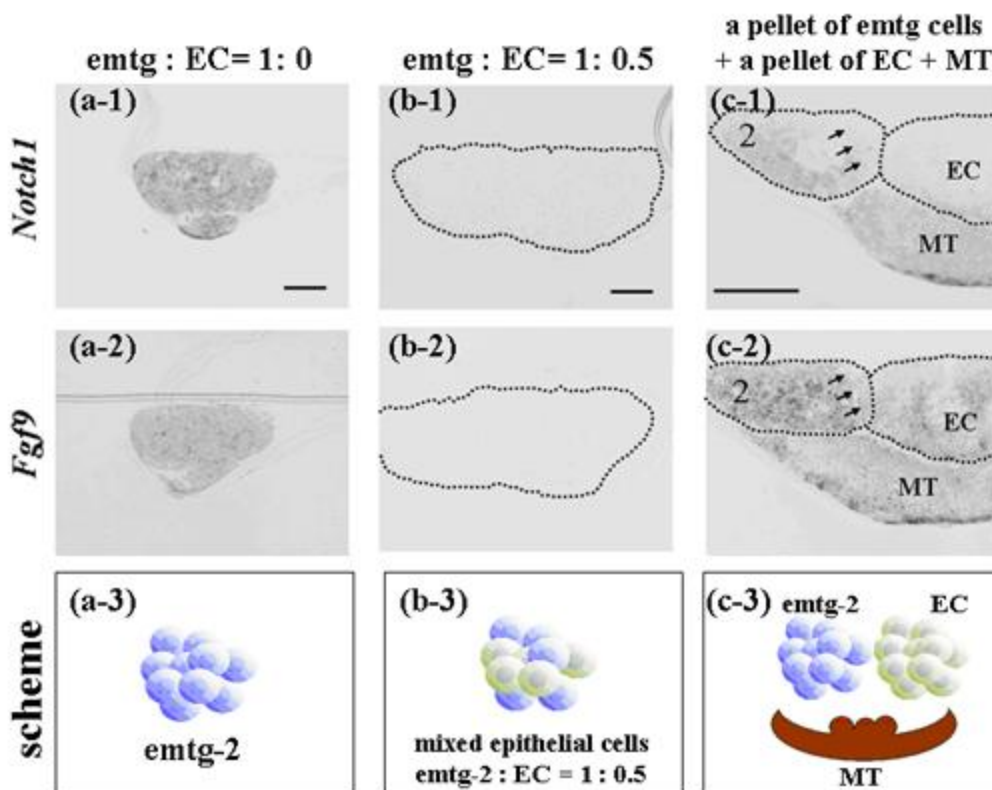 emtg : EC= 1: 0
emtg : EC= 1: 0.5
a pellet of emtg cells
+ a pellet of EC + MT
Notch1
(a-1)
(b-1)
(c-1)
2
EC
MT
Fgf9
(a-2)
(b-2)
(c-2)
2
EC
MT
scheme
(a-3)
emtg-2
(b-3)
mixed epithelial cells
emtg-2 : EC = 1 : 0.5
(c-3)
emtg-2
EC
MT